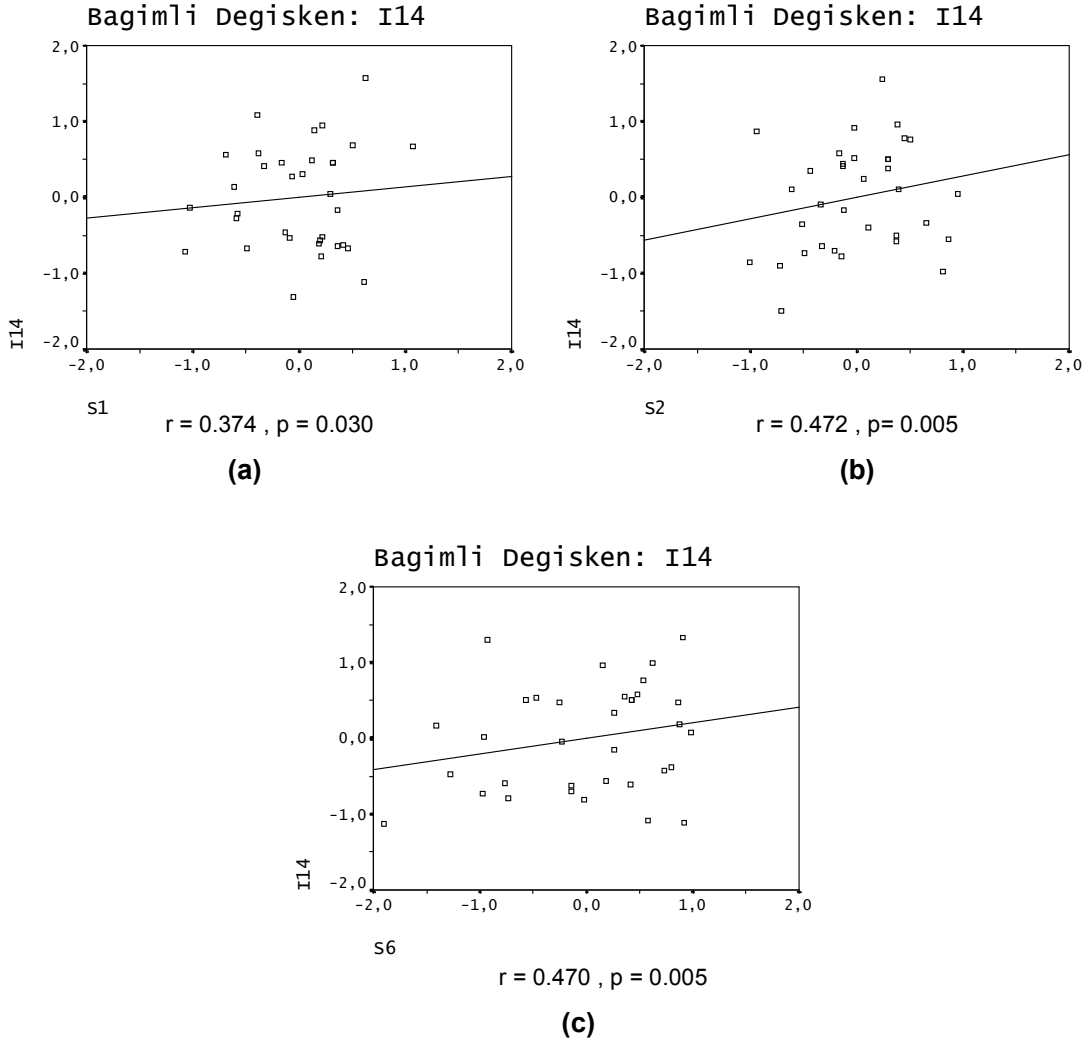 Bagimli Degisken: I14
2,0
1,0
0,0
-1,0
-2,0
I14
-2,0 -1,0 0,0 1,0 2,0
S1
r = 0.374 , p = 0.030
(a)
Bagimli Degisken: I14
2,0
1,0
0,0
-1,0
-2,0
I14
-2,0 -1,0 0,0 1,0 2,0
S2
r = 0.472 , p= 0.005
(b)
Bagimli Degisken: I14
2,0
1,0
0,0
-1,0
-2,0
I14
-2,0 -1,0 0,0 1,0 2,0
S6
r = 0.470 , p = 0.005
(c)